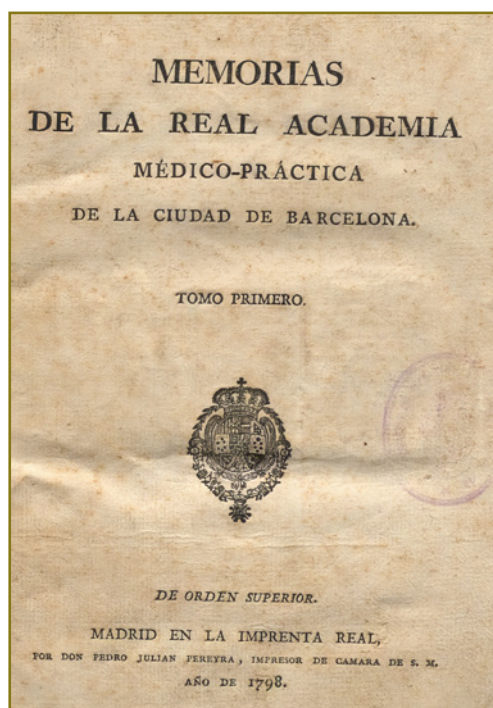 MEMORIAS
DE LA REAL ACADEMIA
MÉDICO-PRÁCTICA
DE LA CIUDAD DE BARCELONA.
TOMO PRIMERO.
DE ORDEN SUPERIOR.
MADRID EN LA IMPRENTA REAL,
POR DON PEDRO JULIAN PEREYRA, IMPRESOR DE CAMARA DE S. M.
AÑO DE 1798.